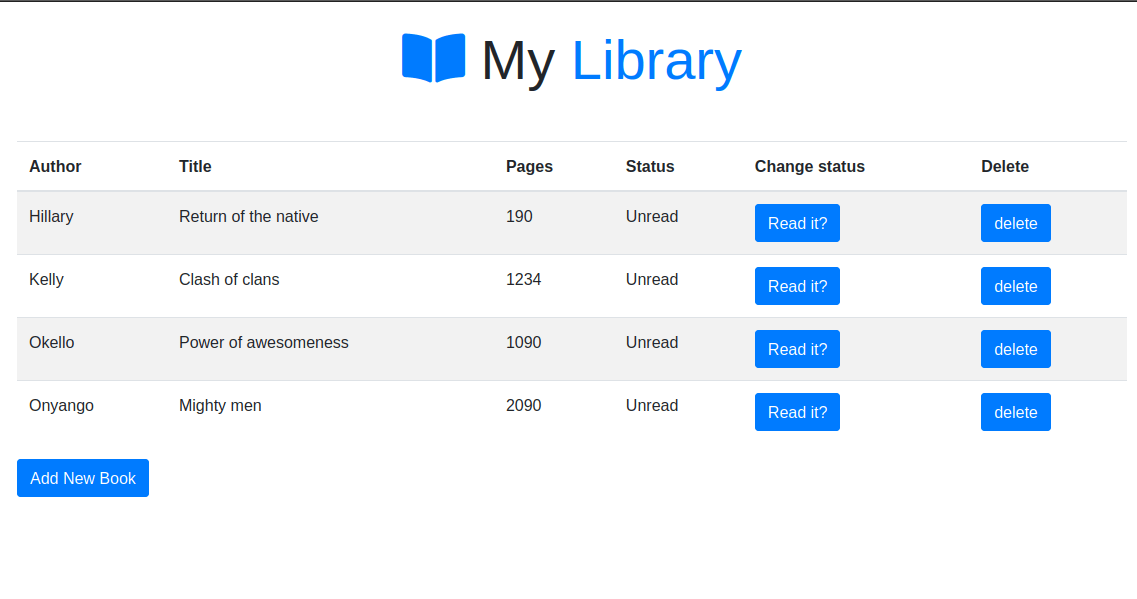 My Library
Author Title Pages Status Change status Delete
Hillary Return of the native 190 Unread Read it? delete
Kelly Clash of clans 1234 Unread Read it? delete
Okello Power of awesomeness 1090 Unread Read it? delete
Onyango Mighty men 2090 Unread Read it? delete
Add New Book